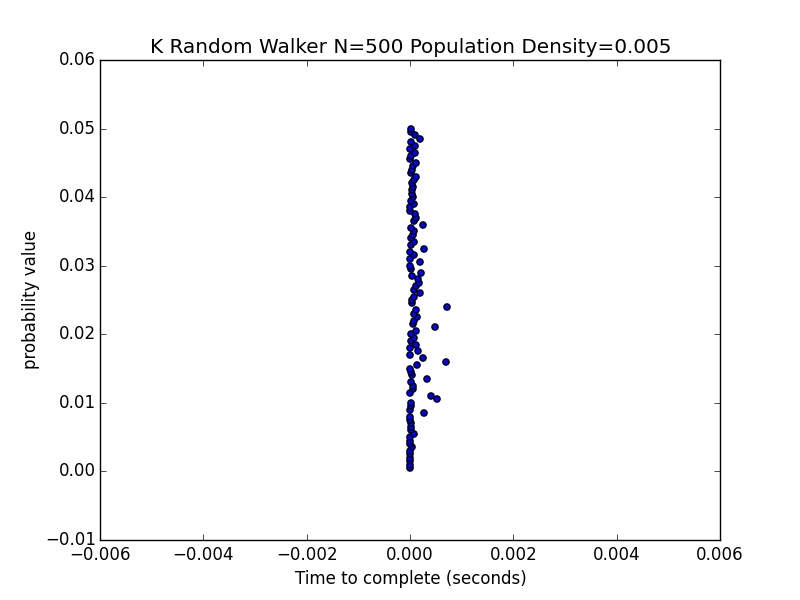 K Random Walker N=500 Population Density=0.005
0.06
0.05
0.04
0.03
0.02
0.01
0.00
−0.01
probability value
−0.006 −0.004 −0.002 0.000 0.002 0.004 0.006
Time to complete (seconds)